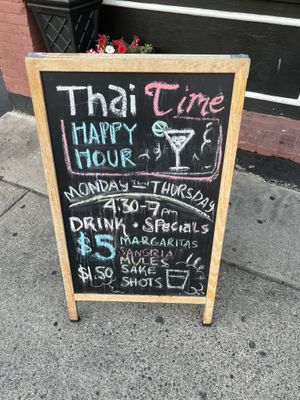 Thai Time
HAPPY
HOUR
MONDAY THRU THURSDAY
4:30-7pm
DRINK • SPECIALS
$5 MARGARITAS
SANGRIA
MULES
$1.50 SAKE
SHOTS